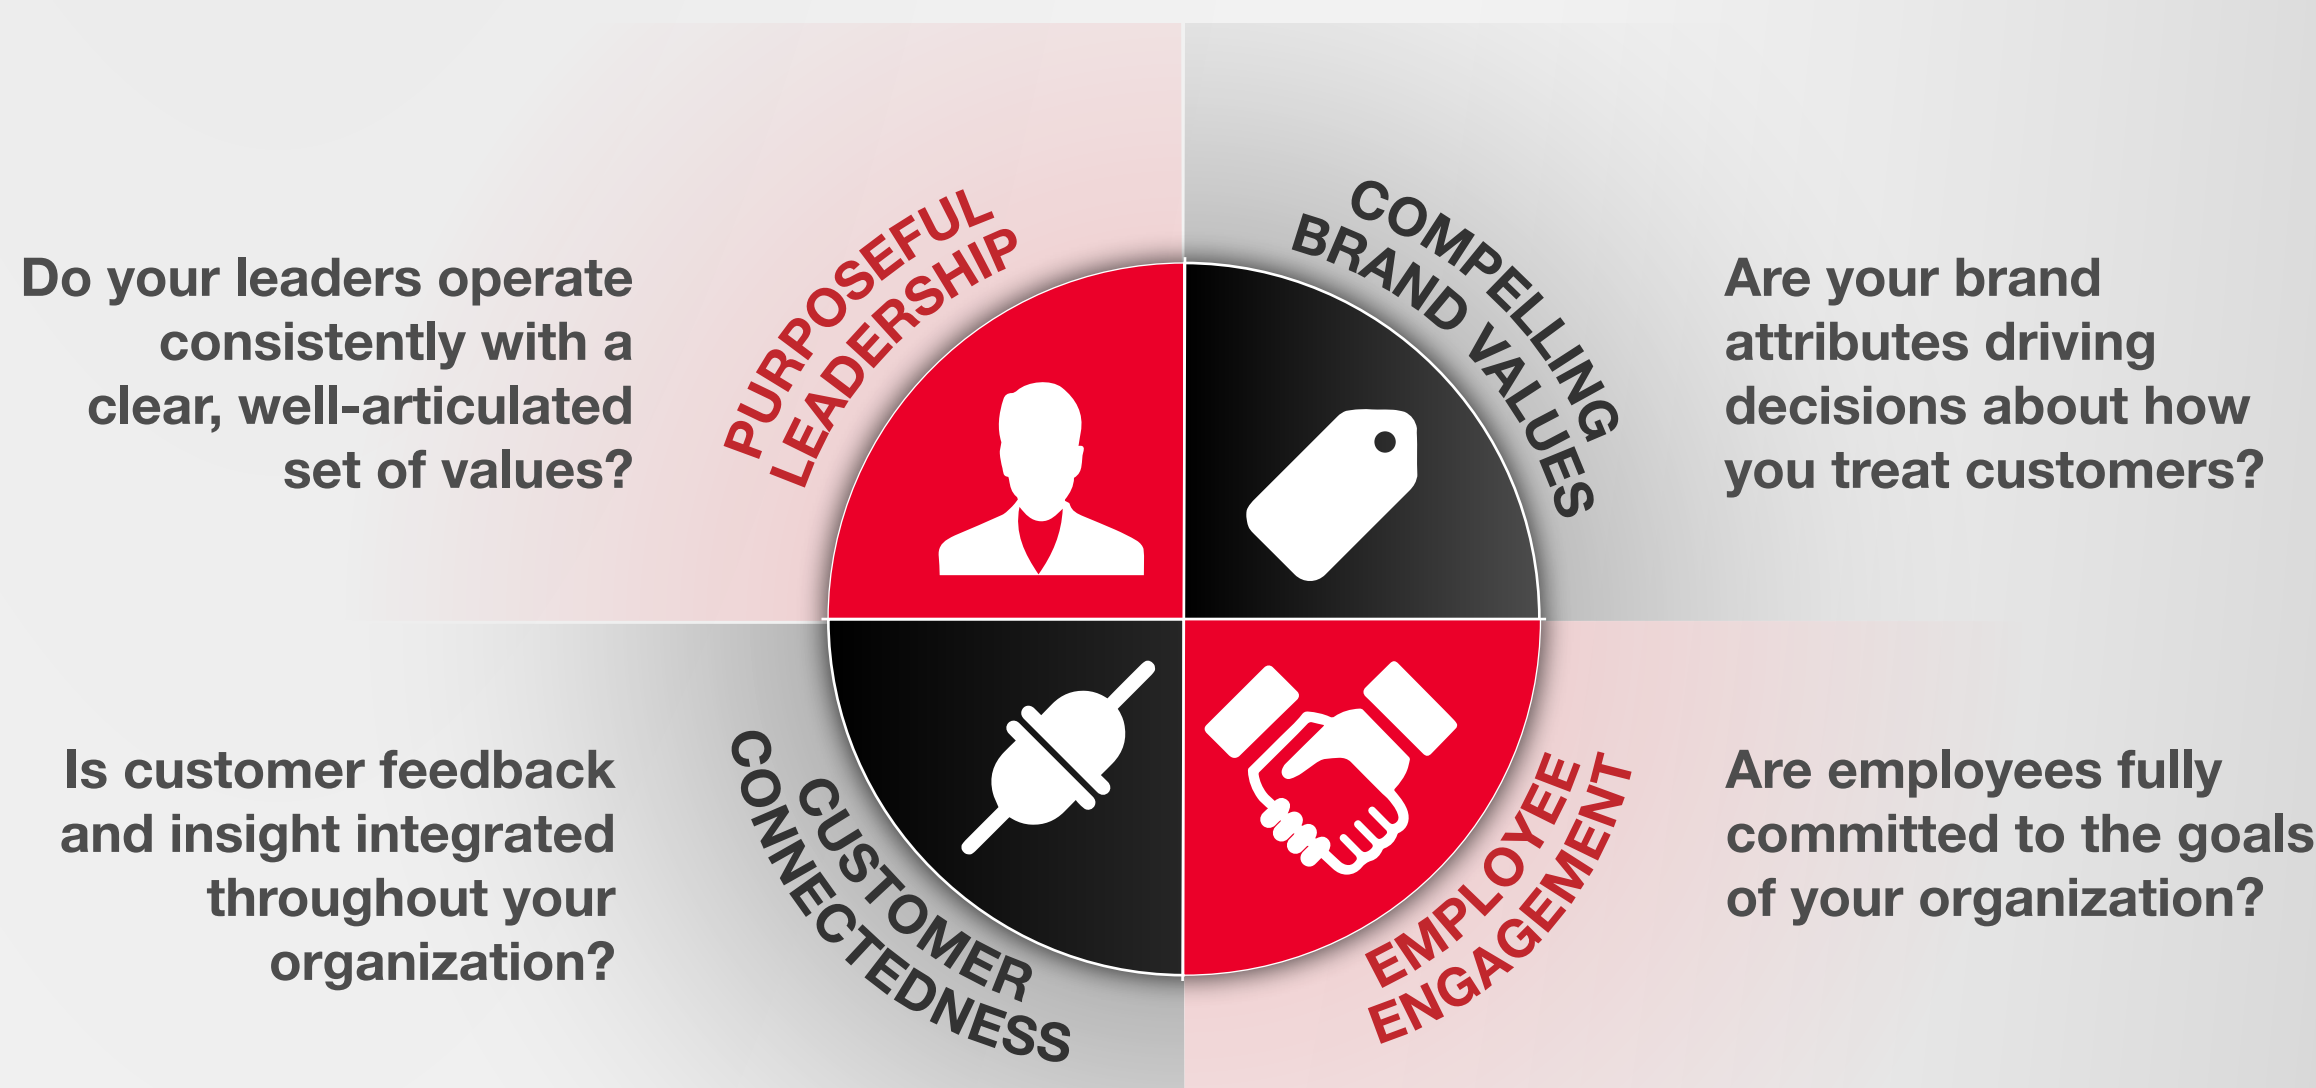 PURPOSEFUL
LEADERSHIP
Do your leaders operate
consistently with a
clear, well-articulated
set of values?
COMPELLING
BRAND VALUES
Are your brand
attributes driving
decisions about how
you treat customers?
CUSTOMER
CONNECTEDNESS
Is customer feedback
and insight integrated
throughout your
organization?
EMPLOYEE
ENGAGEMENT
Are employees fully
committed to the goals
of your organization?